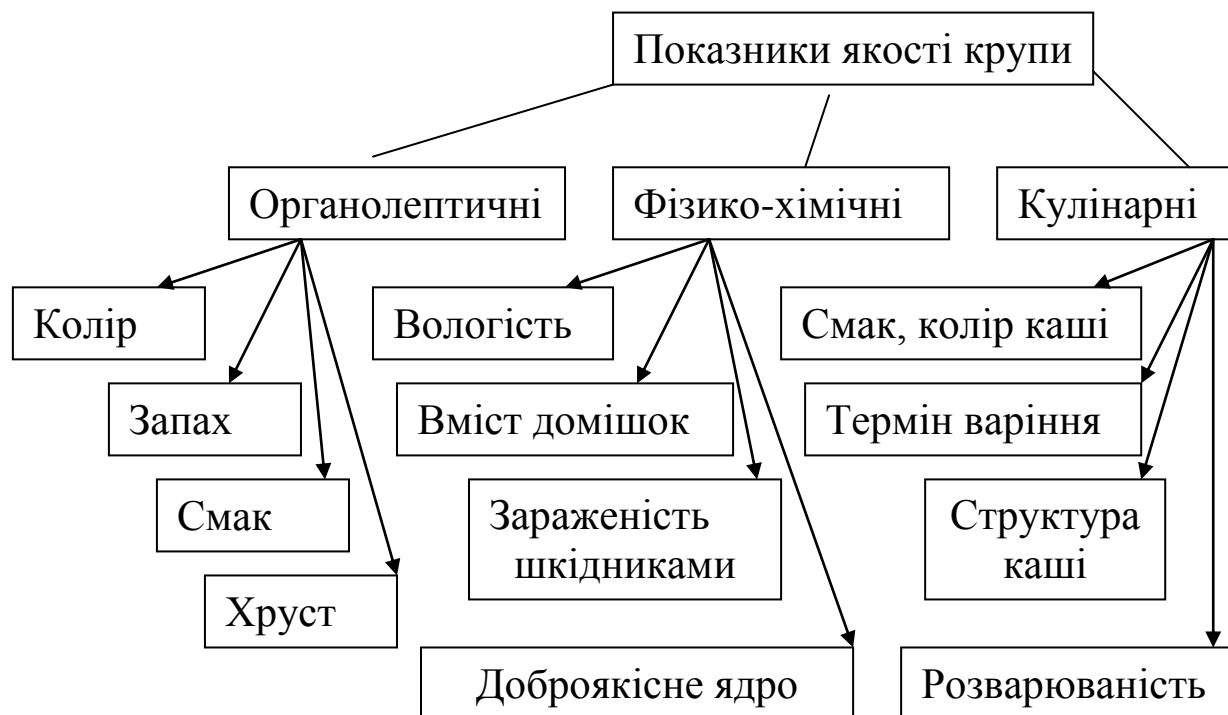 Показники якості крупи
Органолептичні
Фізико-хімічні
Кулінарні
Колір
Вологість
Смак, колір каші
Запах
Вміст домішок
Термін варіння
Смак
Зараженість
шкідниками
Структура
каші
Хруст
Доброякісне ядро
Розварюваність